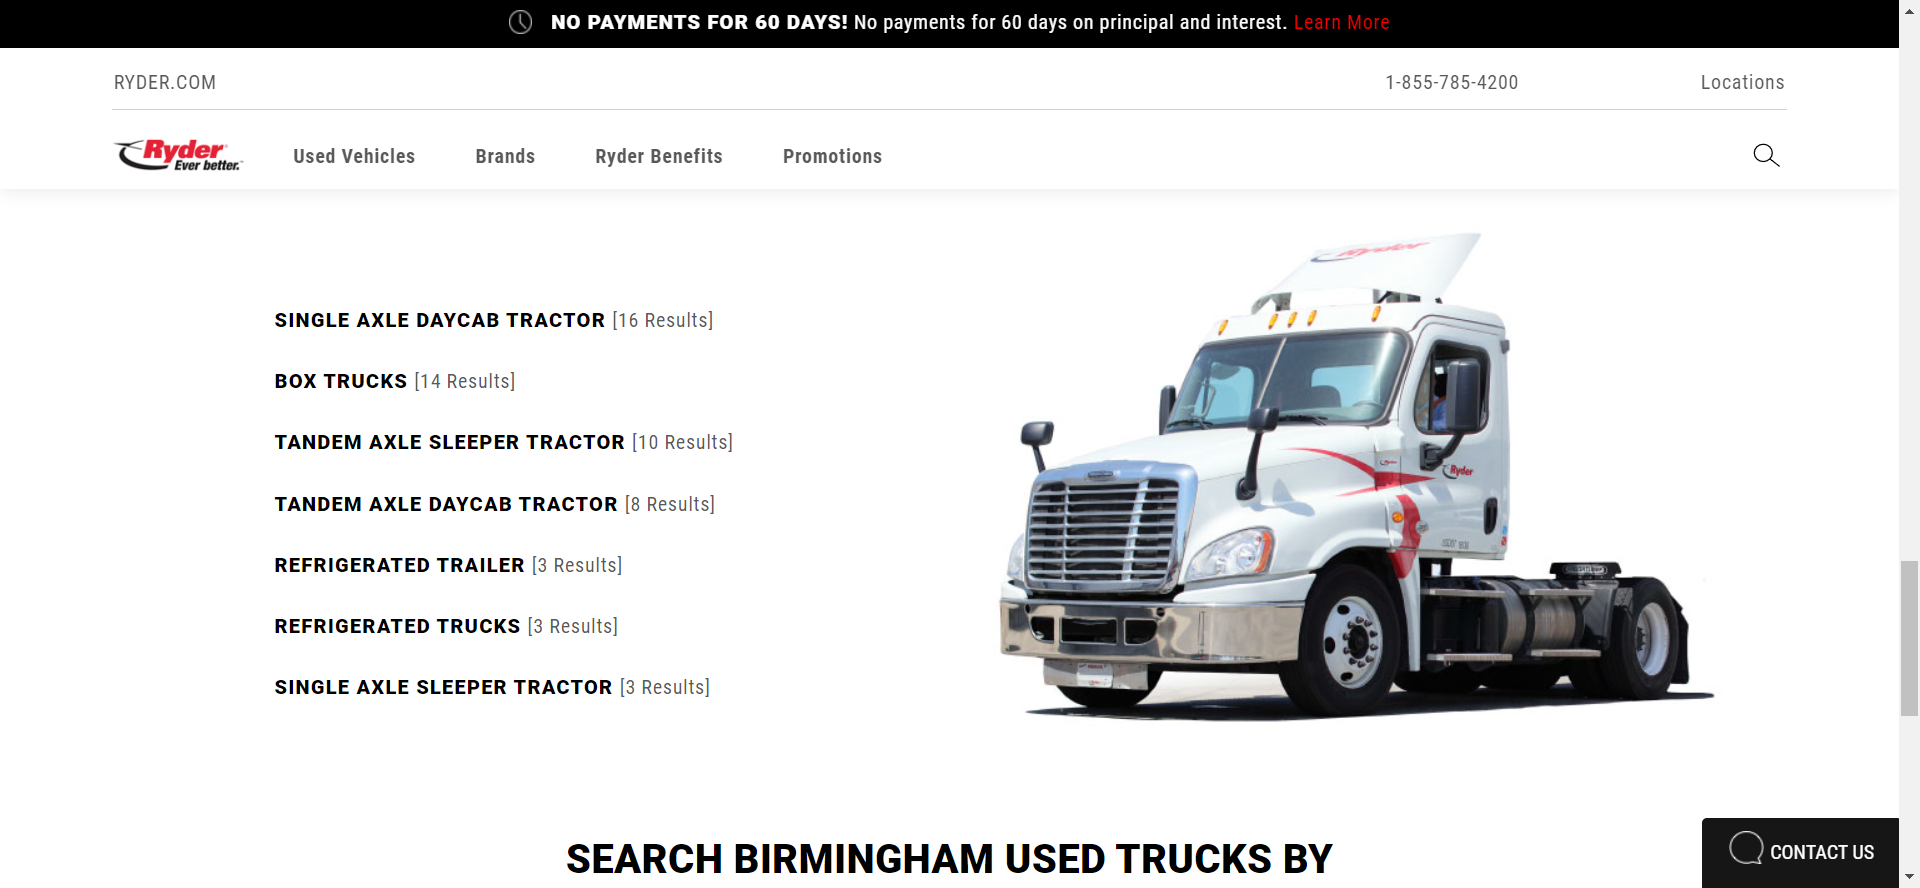 NO PAYMENTS FOR 60 DAYS! No payments for 60 days on principal and interest. Learn More
RYDER.COM
1-855-785-4200
Locations
Ryder
Ever better.™
Used Vehicles
Brands
Ryder Benefits
Promotions
Ryder
Ryder
SINGLE AXLE DAYCAB TRACTOR [16 Results]
BOX TRUCKS [14 Results]
TANDEM AXLE SLEEPER TRACTOR [10 Results]
TANDEM AXLE DAYCAB TRACTOR [8 Results]
REFRIGERATED TRAILER [3 Results]
REFRIGERATED TRUCKS [3 Results]
SINGLE AXLE SLEEPER TRACTOR [3 Results]
SEARCH BIRMINGHAM USED TRUCKS BY
CONTACT US